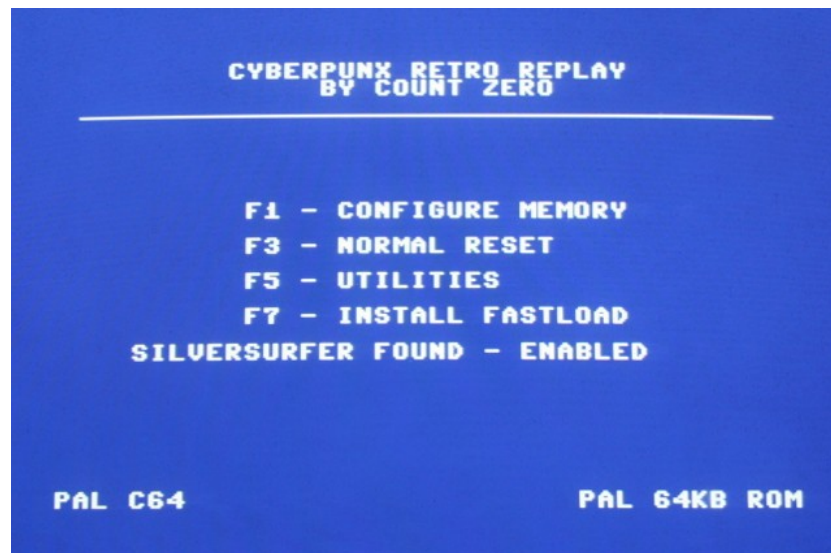 CYBERPUNX RETRO REPLAY
BY COUNT ZERO
F1 - CONFIGURE MEMORY
F3 - NORMAL RESET
F5 - UTILITIES
F7 - INSTALL FASTLOAD
SILVERSURFER FOUND - ENABLED
PAL C64 PAL 64KB ROM